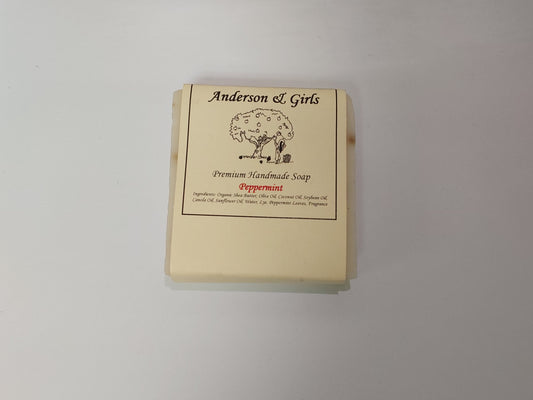 Anderson & Girls
Premium Handmade Soap
Peppermint
Ingredients: Organic Shea Butter, Olive Oil, Coconut Oil, Soybean Oil,
Canola Oil, Sunflower Oil, Water, Lye, Peppermint Leaves, Fragrance